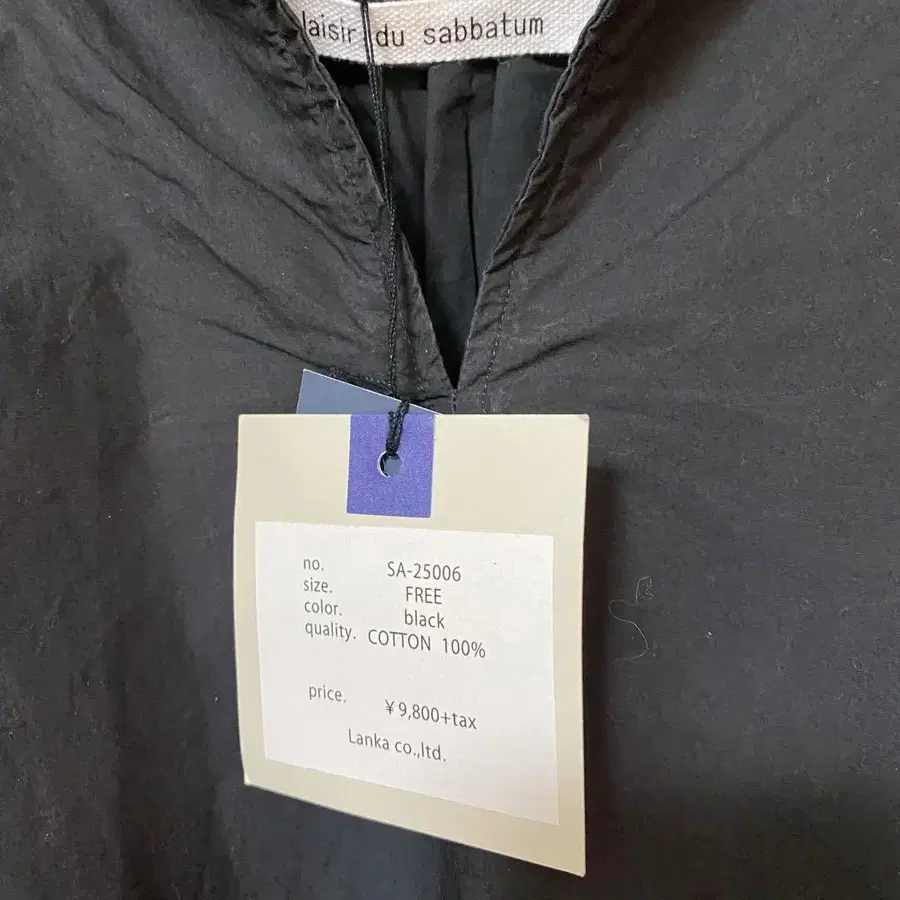 laisir du sabbatum
no. SA-25006
size. FREE
color. black
quality. COTTON 100%
price. ¥9,800+tax
Lanka co.,ltd.